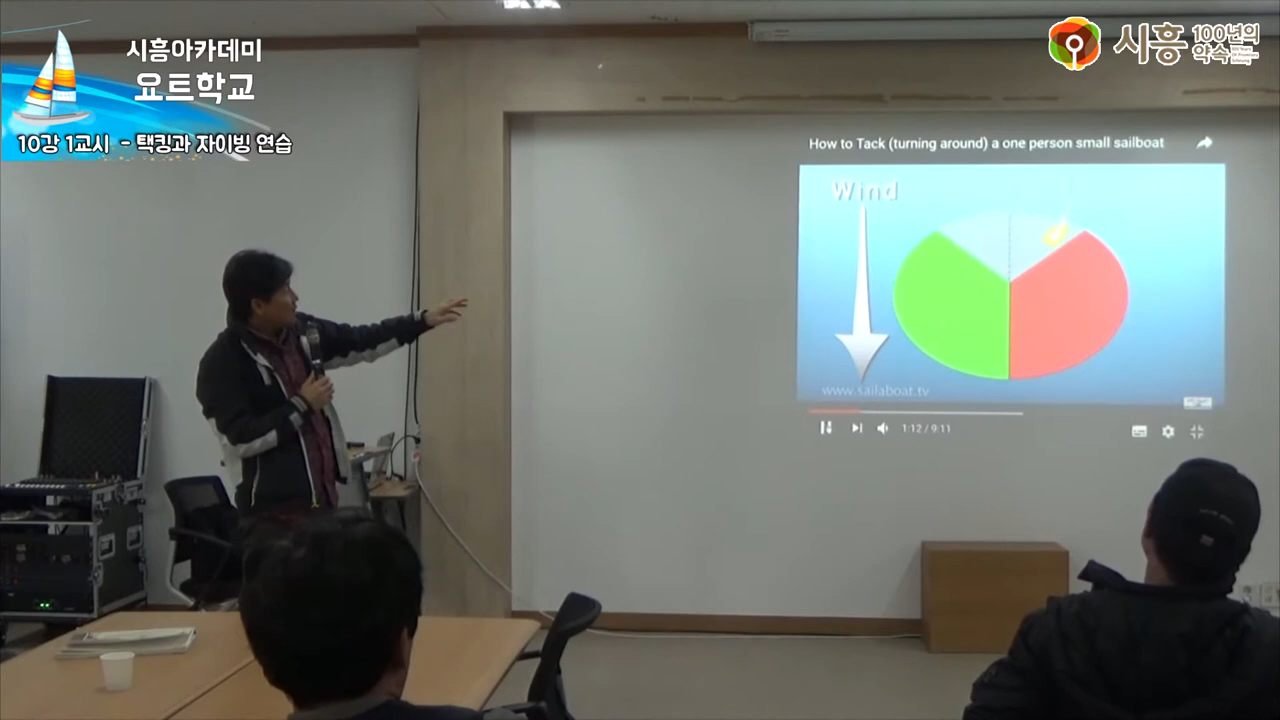 시흥아카데미
요트학교
10강 1교시 - 택킹과 자이빙 연습
시흥 100년의
약속
How to Tack (turning around) a one person small sailboat
Wind
www.sailaboat.tv
1:12 / 9:11